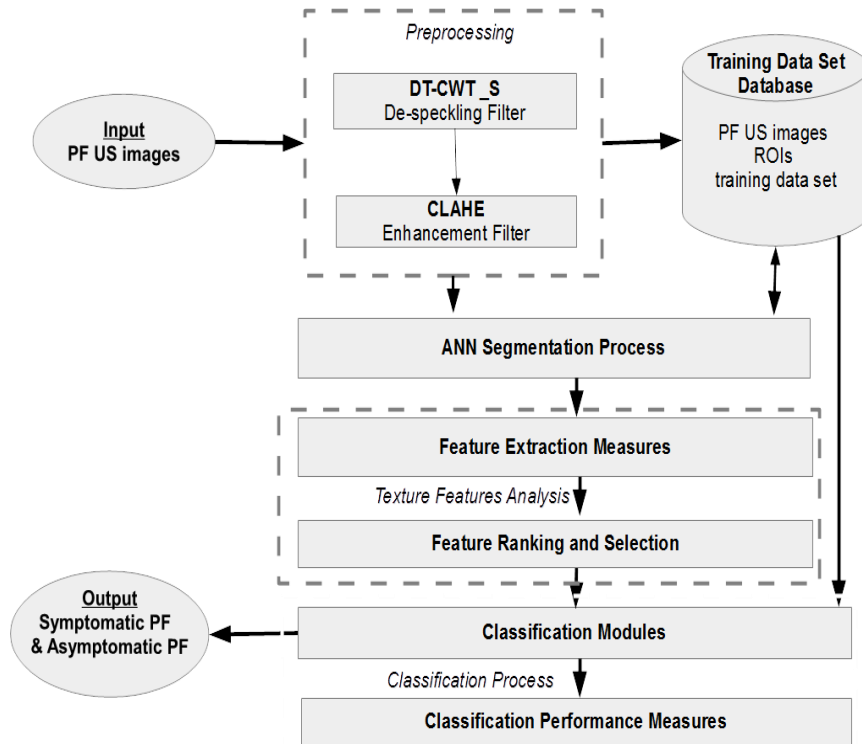 Preprocessing
DT-CWT _S
De-speckling Filter
CLAHE
Enhancement Filter
Input
PF US images
Training Data Set
Database
PF US images
ROIs
training data set
ANN Segmentation Process
Feature Extraction Measures
Texture Features Analysis
Feature Ranking and Selection
Output
Symptomatic PF
& Asymptomatic PF
Classification Modules
Classification Process
Classification Performance Measures